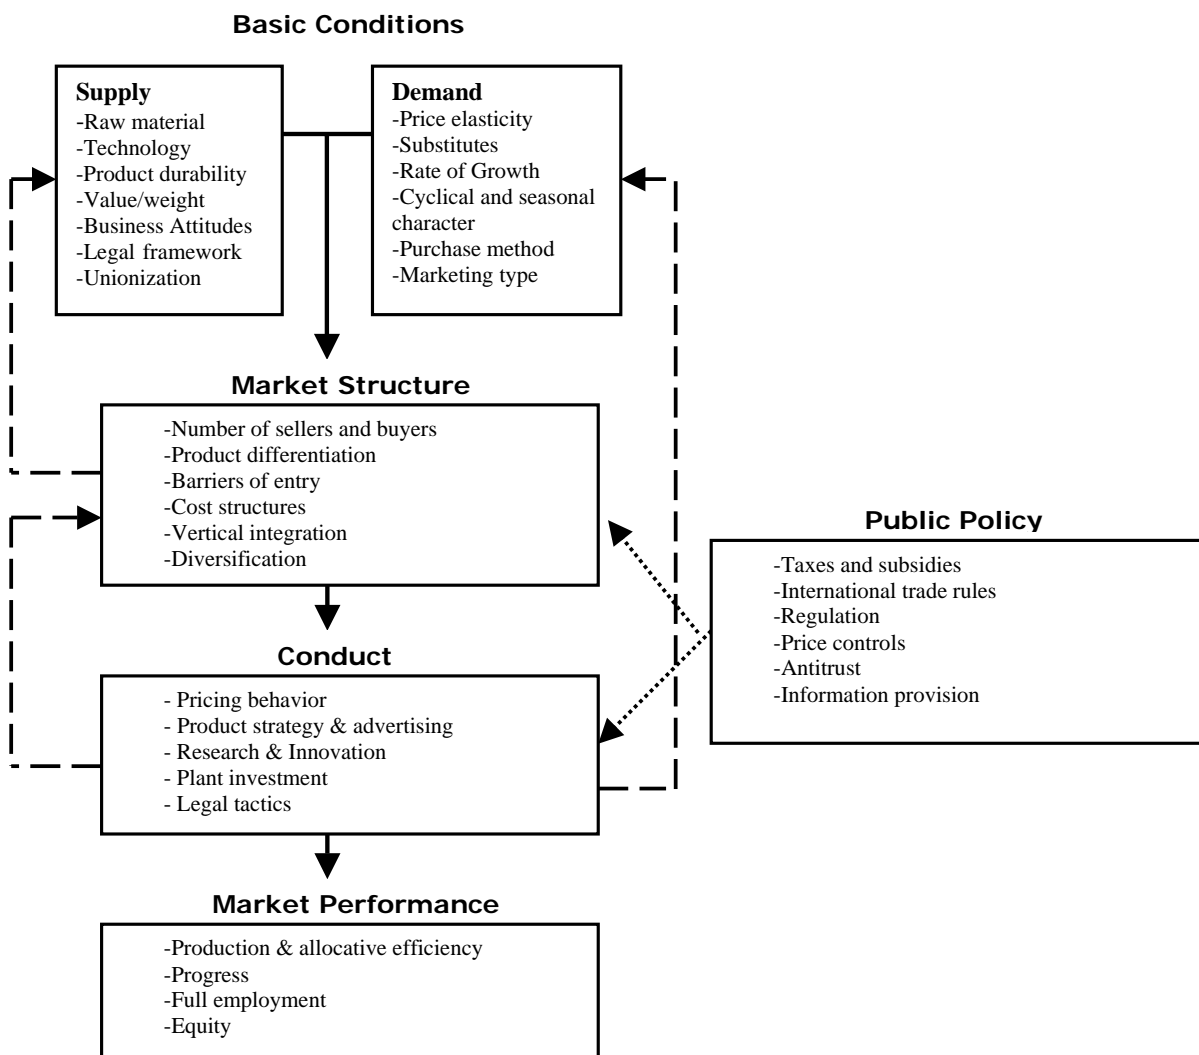 Basic Conditions
Supply
-Raw material
-Technology
-Product durability
-Value/weight
-Business Attitudes
-Legal framework
-Unionization
Demand
-Price elasticity
-Substitutes
-Rate of Growth
-Cyclical and seasonal
character
-Purchase method
-Marketing type
Market Structure
-Number of sellers and buyers
-Product differentiation
-Barriers of entry
-Cost structures
-Vertical integration
-Diversification
Public Policy
-Taxes and subsidies
-International trade rules
-Regulation
-Price controls
-Antitrust
-Information provision
Conduct
- Pricing behavior
- Product strategy & advertising
- Research & Innovation
- Plant investment
- Legal tactics
Market Performance
-Production & allocative efficiency
-Progress
-Full employment
-Equity